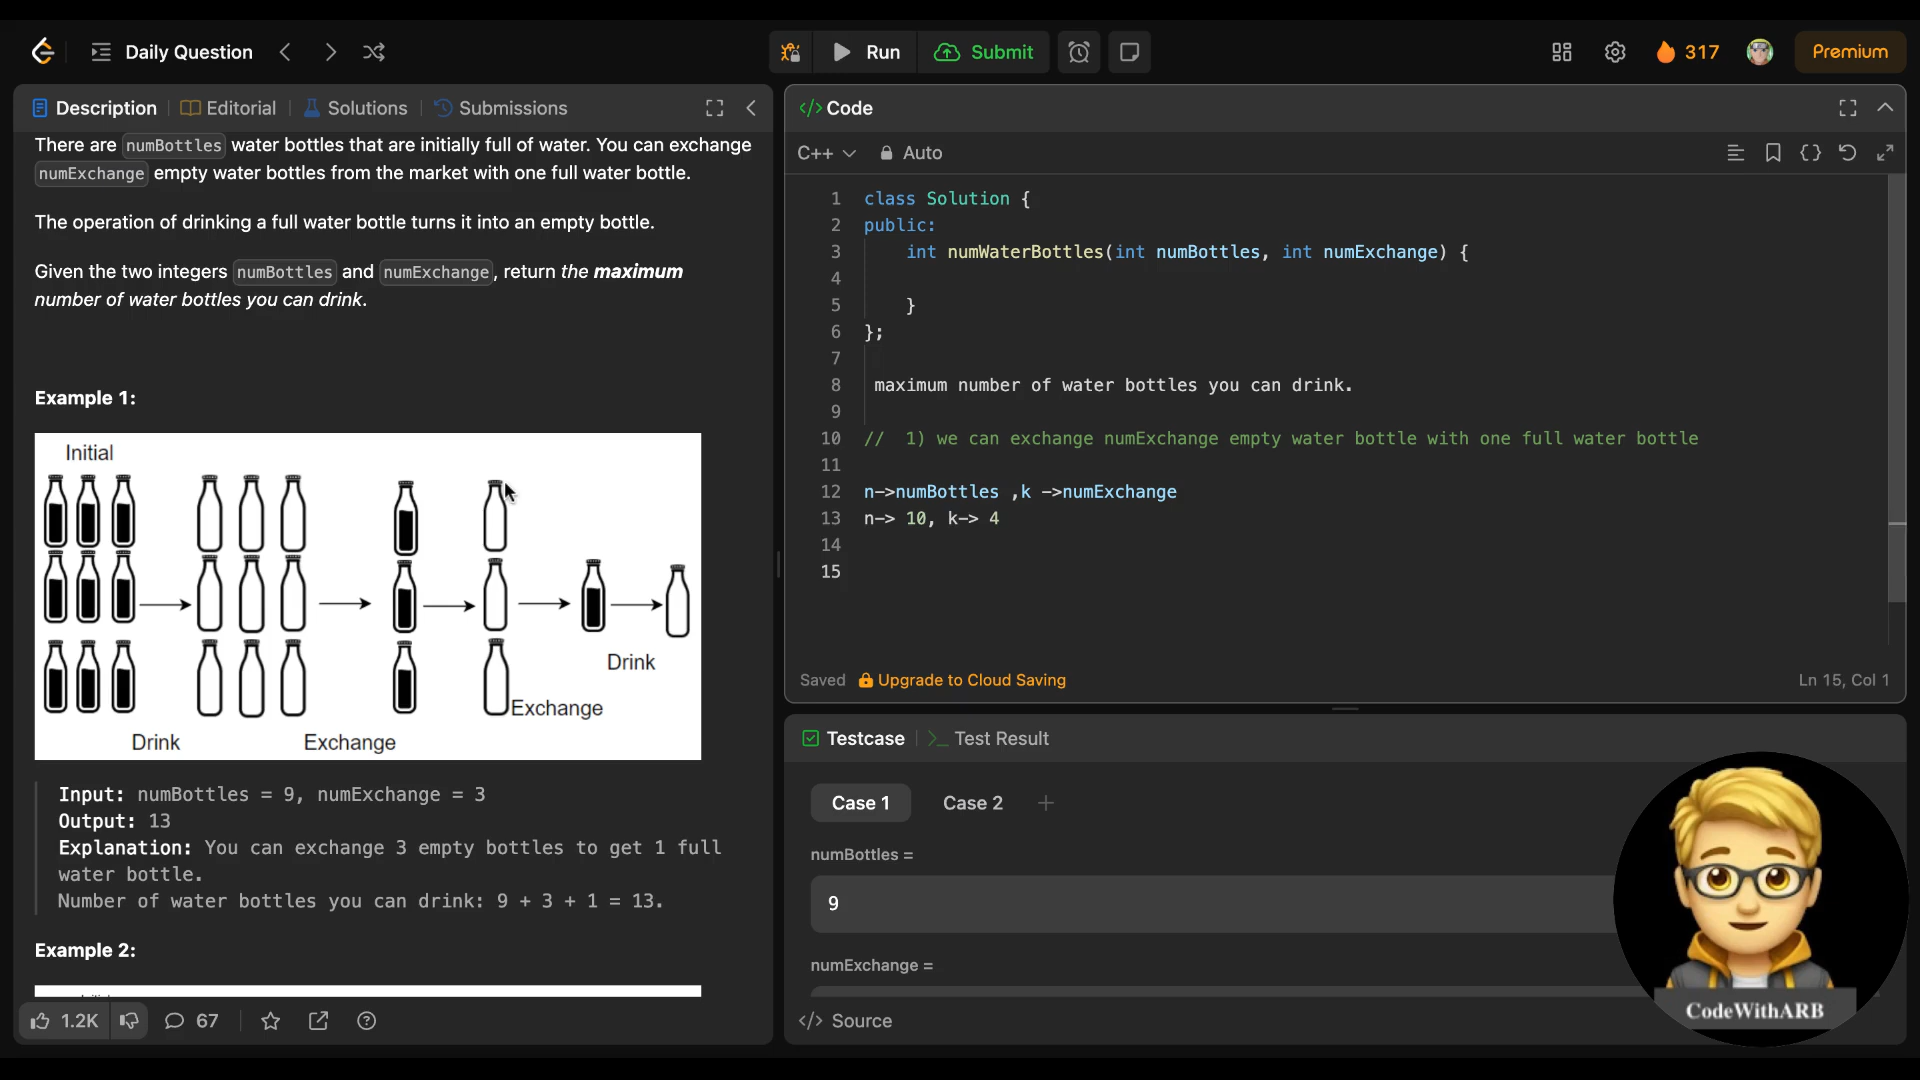 Daily Question
Run
Submit
317
Premium
Description
Editorial
Solutions
Submissions
There are numBottles water bottles that are initially full of water. You can exchange
numExchange empty water bottles from the market with one full water bottle.
The operation of drinking a full water bottle turns it into an empty bottle.
Given the two integers numBottles and numExchange, return the maximum
number of water bottles you can drink.
Example 1:
Initial
Drink
Exchange
Exchange
Drink
Input: numBottles = 9, numExchange = 3
Output: 13
Explanation: You can exchange 3 empty bottles to get 1 full
water bottle.
Number of water bottles you can drink: 9 + 3 + 1 = 13.
Example 2:
1.2K
67
</> Code
C++
Auto
1 class Solution {
2 public:
3 int numWaterBottles(int numBottles, int numExchange) {
4
5 }
6 };
7
8 maximum number of water bottles you can drink.
9
10 // 1) we can exchange numExchange empty water bottle with one full water bottle
11
12 n->numBottles ,k ->numExchange
13 n-> 10, k-> 4
14
15
Saved
Upgrade to Cloud Saving
Ln 15, Col 1
Testcase
Test Result
Case 1
Case 2
+
numBottles =
9
numExchange =
</> Source
CodeWithARB